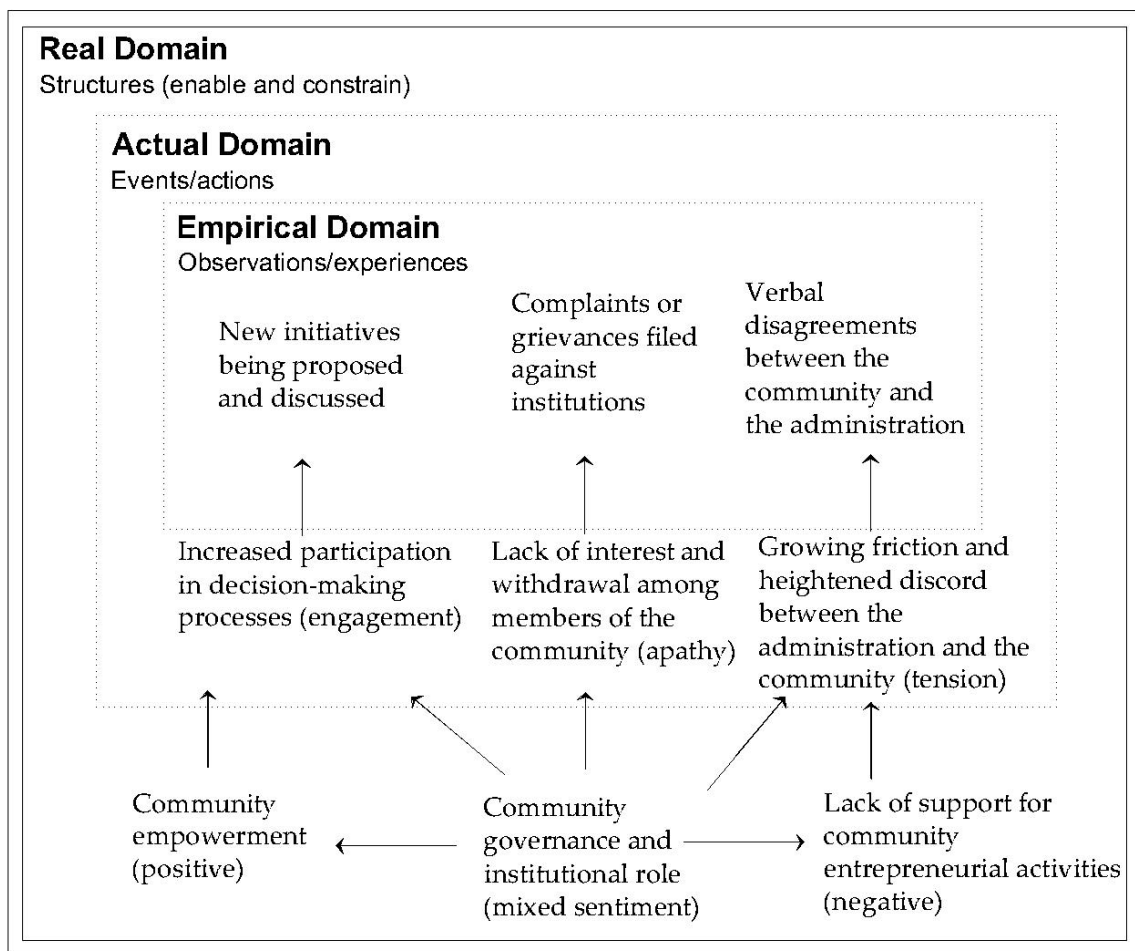 Real Domain
Structures (enable and constrain)
Actual Domain
Events/actions
Empirical Domain
Observations/experiences
New initiatives
being proposed
and discussed
Complaints or
grievances filed
against
institutions
Verbal
disagreements
between the
community and
the administration
Increased participation
in decision-making
processes (engagement)
Lack of interest and
withdrawal among
members of the
community (apathy)
Growing friction and
heightened discord
between the
administration and the
community (tension)
Community
empowerment
(positive)
Community
governance and
institutional role
(mixed sentiment)
Lack of support for
community
entrepreneurial activities
(negative)